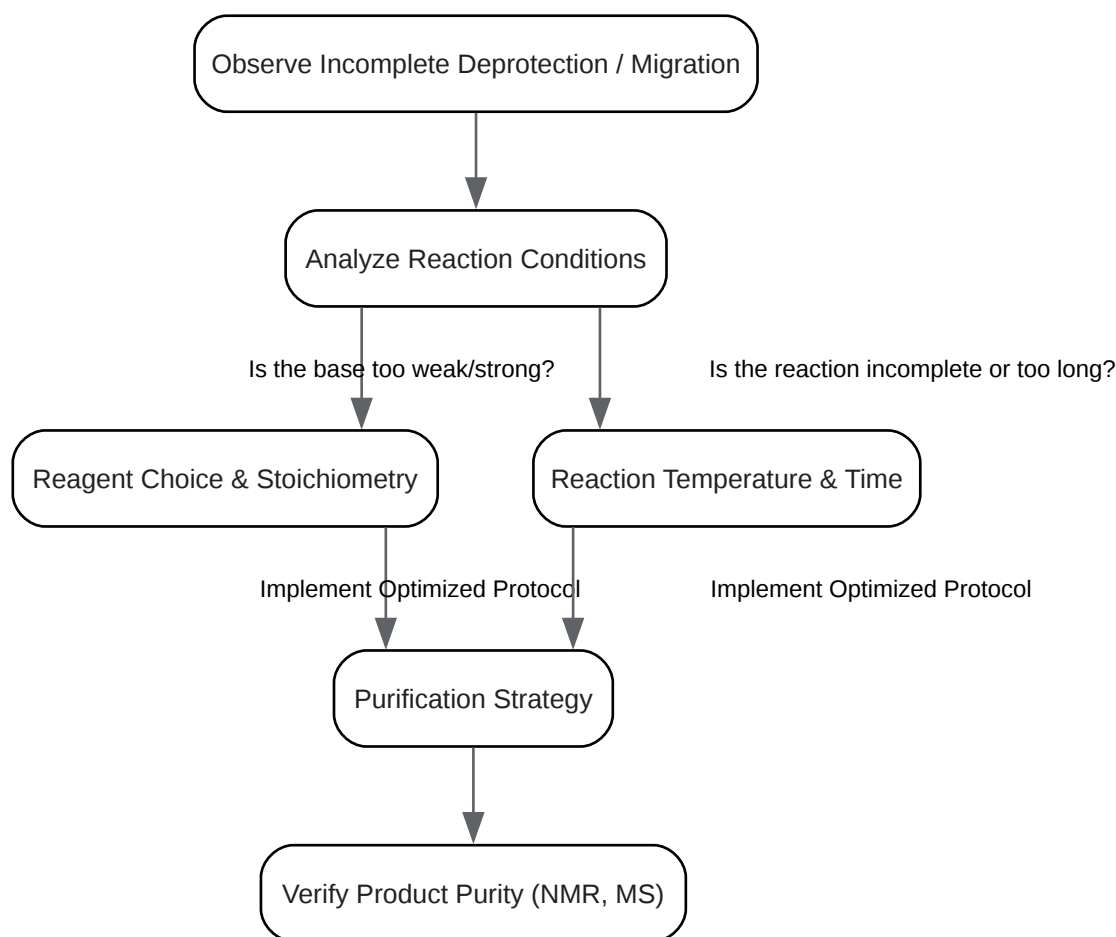 Observe Incomplete Deprotection / Migration
Analyze Reaction Conditions
Is the base too weak/strong?
Is the reaction incomplete or too long?
Reagent Choice & Stoichiometry
Reaction Temperature & Time
Implement Optimized Protocol
Implement Optimized Protocol
Purification Strategy
Verify Product Purity (NMR, MS)